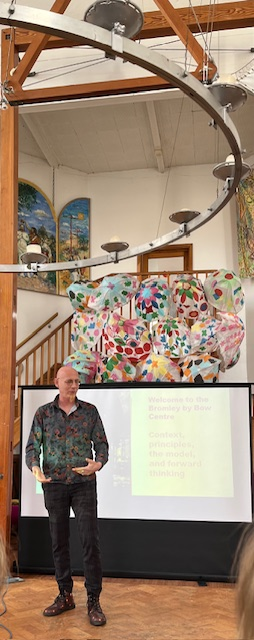 Welcome to the
Bromley by Bow
Centre
Context,
principles,
the model,
and forward
thinking